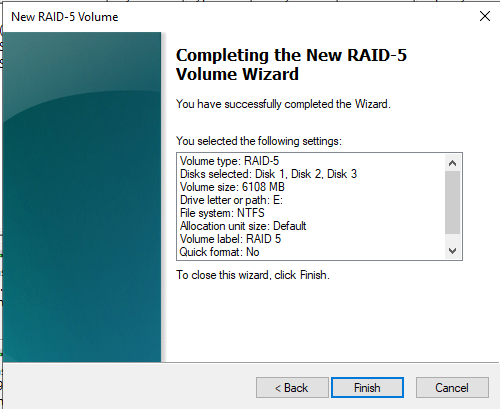 New RAID-5 Volume
Completing the New RAID-5
Volume Wizard
You have successfully completed the Wizard.
You selected the following settings:
Volume type: RAID-5
Disks selected: Disk 1, Disk 2, Disk 3
Volume size: 6108 MB
Drive letter or path: E:
File system: NTFS
Allocation unit size: Default
Volume label: RAID 5
Quick format: No
To close this wizard, click Finish.
< Back
Finish
Cancel